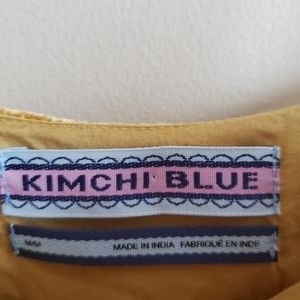 KIMCHI BLUE
MADE IN INDIA FABRIQUÉ EN INDE